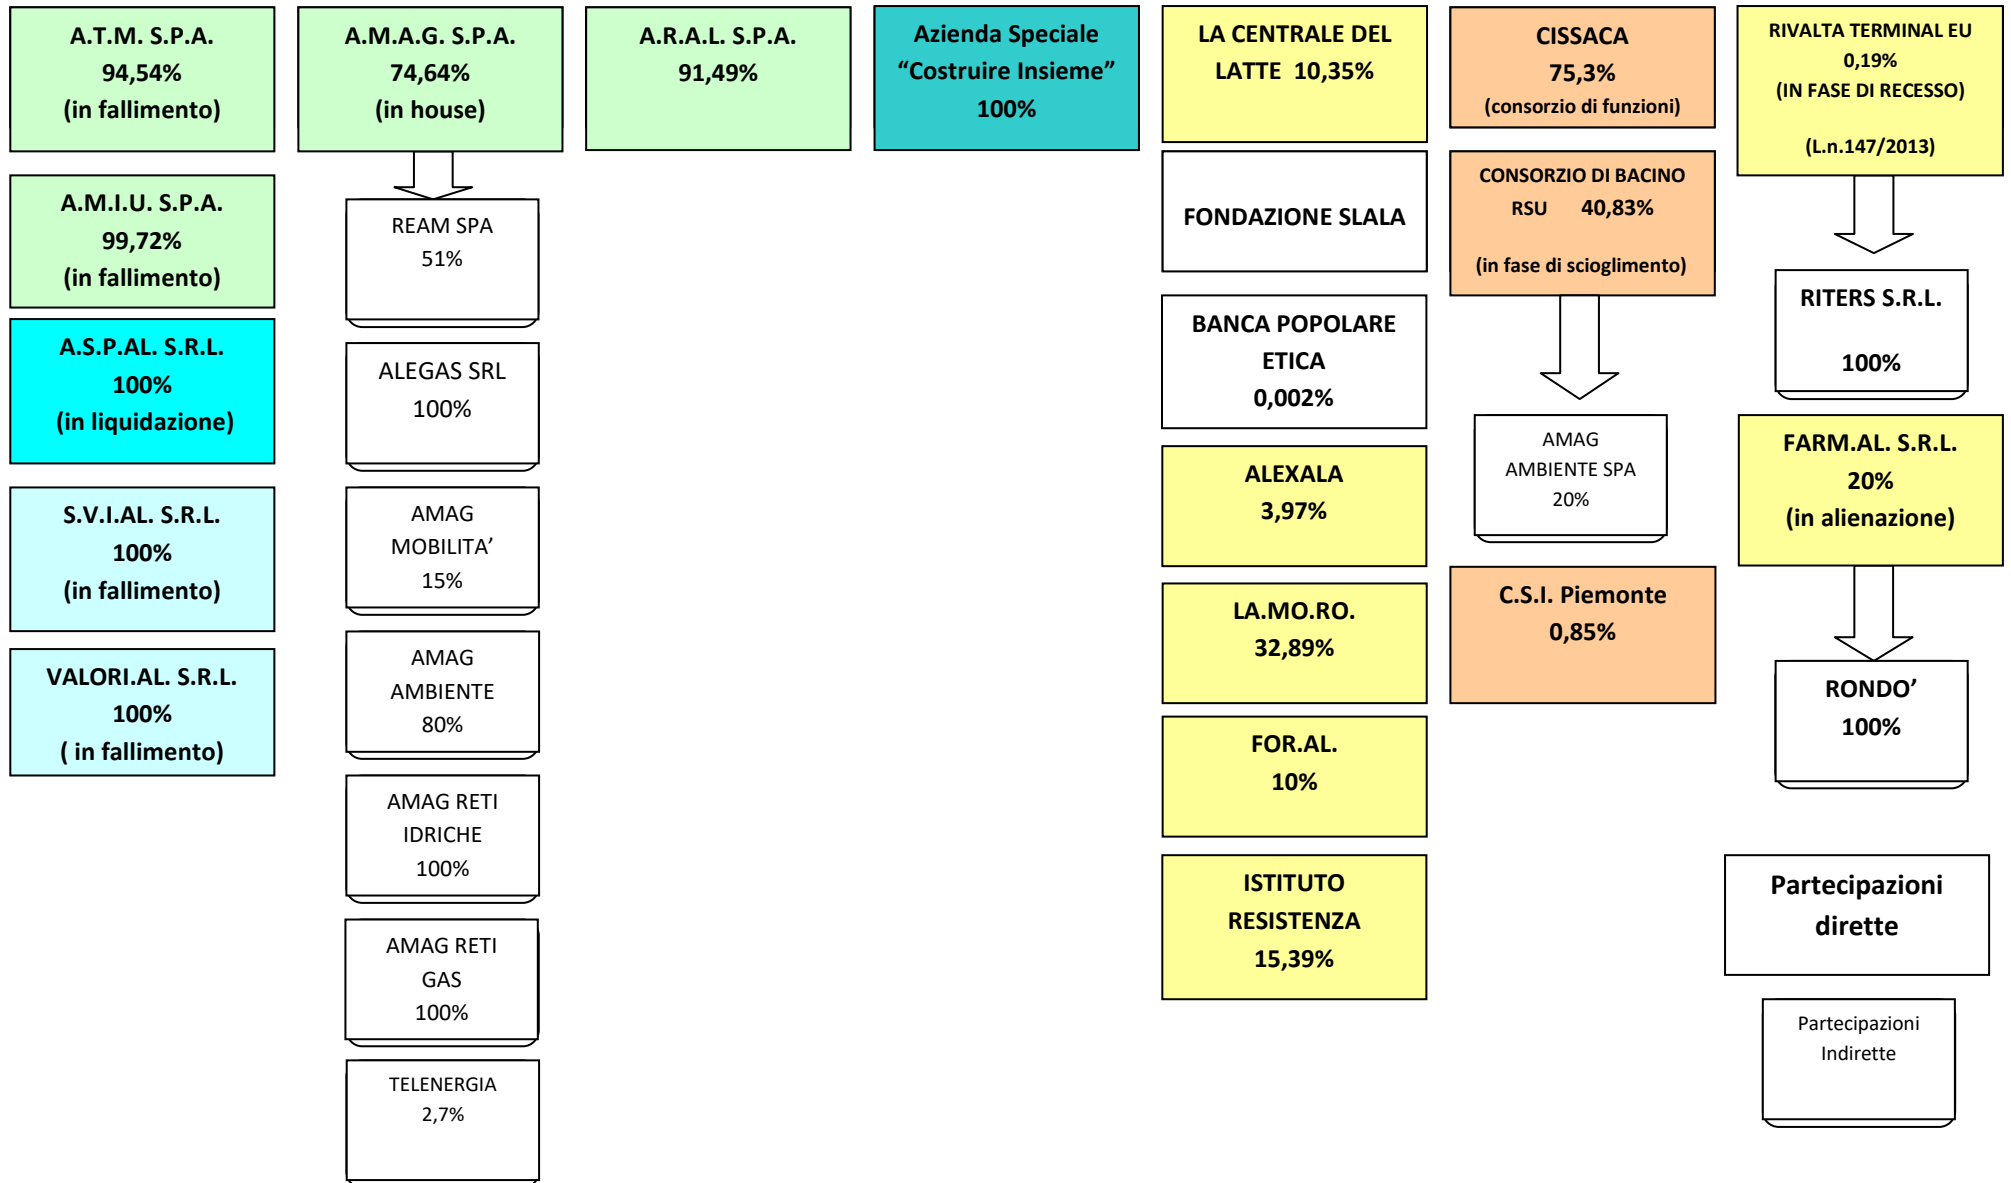 A.T.M. S.P.A.
94,54%
(in fallimento)
A.M.I.U. S.P.A.
99,72%
(in fallimento)
A.S.P.AL. S.R.L.
100%
(in liquidazione)
S.V.I.AL. S.R.L.
100%
(in fallimento)
VALORI.AL. S.R.L.
100%
( in fallimento)
A.M.A.G. S.P.A.
74,64%
(in house)
REAM SPA
51%
ALEGAS SRL
100%
AMAG
MOBILITA’
15%
AMAG
AMBIENTE
80%
AMAG RETI
IDRICHE
100%
AMAG RETI
GAS
100%
TELENERGIA
2,7%
A.R.A.L. S.P.A.
91,49%
Azienda Speciale
“Costruire Insieme”
100%
LA CENTRALE DEL
LATTE 10,35%
FONDAZIONE SLALA
BANCA POPOLARE
ETICA
0,002%
ALEXALA
3,97%
LA.MO.RO.
32,89%
FOR.AL.
10%
ISTITUTO
RESISTENZA
15,39%
CISSACA
75,3%
(consorzio di funzioni)
CONSORZIO DI BACINO
RSU 40,83%
(in fase di scioglimento)
AMAG
AMBIENTE SPA
20%
C.S.I. Piemonte
0,85%
RIVALTA TERMINAL EU
0,19%
(IN FASE DI RECESSO)
(L.n.147/2013)
RITERS S.R.L.
100%
FARM.AL. S.R.L.
20%
(in alienazione)
RONDO’
100%
Partecipazioni
dirette
Partecipazioni
Indirette